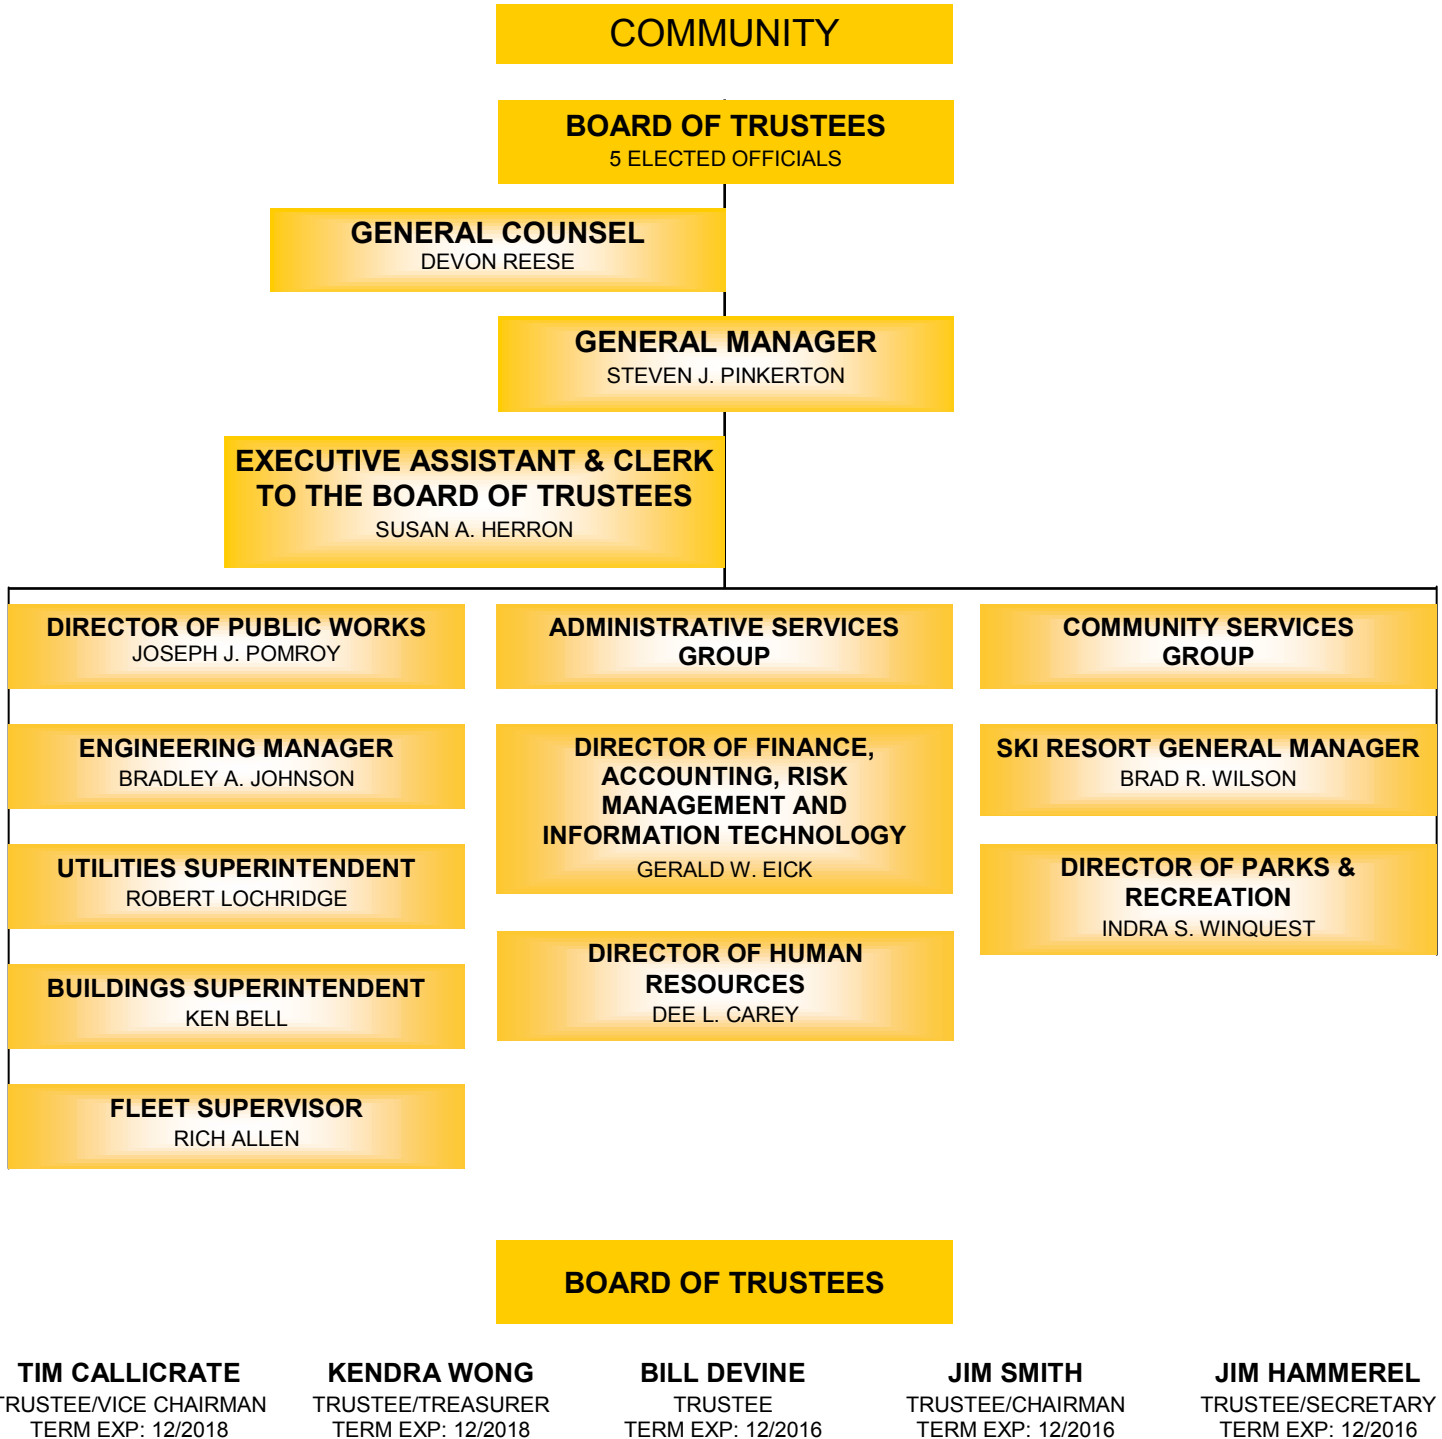 COMMUNITY
BOARD OF TRUSTEES
5 ELECTED OFFICIALS
GENERAL COUNSEL
DEVON REESE
GENERAL MANAGER
STEVEN J. PINKERTON
EXECUTIVE ASSISTANT & CLERK
TO THE BOARD OF TRUSTEES
SUSAN A. HERRON
DIRECTOR OF PUBLIC WORKS
JOSEPH J. POMROY
ENGINEERING MANAGER
BRADLEY A. JOHNSON
UTILITIES SUPERINTENDENT
ROBERT LOCHRIDGE
BUILDINGS SUPERINTENDENT
KEN BELL
FLEET SUPERVISOR
RICH ALLEN
ADMINISTRATIVE SERVICES
GROUP
DIRECTOR OF FINANCE,
ACCOUNTING, RISK
MANAGEMENT AND
INFORMATION TECHNOLOGY
GERALD W. EICK
DIRECTOR OF HUMAN
RESOURCES
DEE L. CAREY
COMMUNITY SERVICES
GROUP
SKI RESORT GENERAL MANAGER
BRAD R. WILSON
DIRECTOR OF PARKS &
RECREATION
INDRA S. WINQUEST
BOARD OF TRUSTEES
TIM CALLICRATE
TRUSTEE/VICE CHAIRMAN
TERM EXP: 12/2018
KENDRA WONG
TRUSTEE/TREASURER
TERM EXP: 12/2018
BILL DEVINE
TRUSTEE
TERM EXP: 12/2016
JIM SMITH
TRUSTEE/CHAIRMAN
TERM EXP: 12/2016
JIM HAMMEREL
TRUSTEE/SECRETARY
TERM EXP: 12/2016